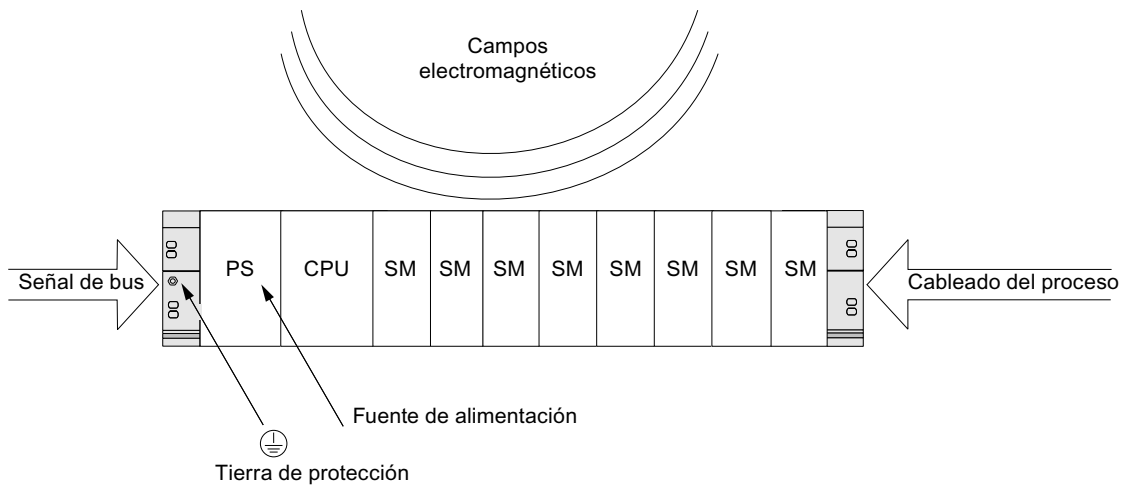 Campos
electromagnéticos
PS CPU SM SM SM SM SM SM SM SM
Señal de bus
Cableado del proceso
Fuente de alimentación
Tierra de protección